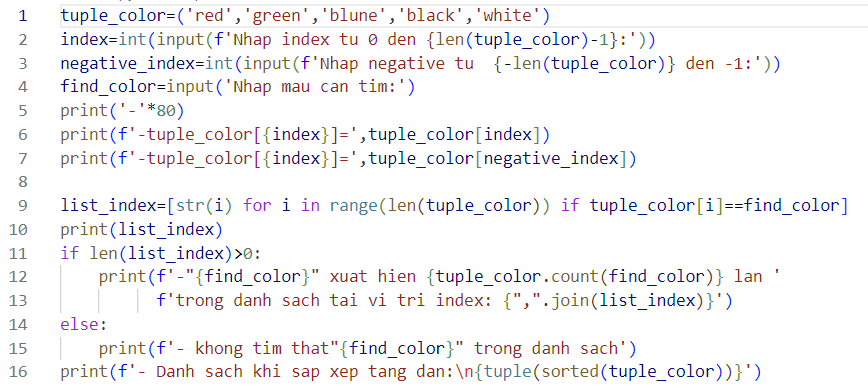 1 tuple_color=('red','green','blune','black','white')
2 index=int(input(f'Nhap index tu 0 den {len(tuple_color)-1}:'))
3 negative_index=int(input(f'Nhap negative tu  {-len(tuple_color)} den -1:'))
4 find_color=input('Nhap mau can tim:')
5 print('-'*80)
6 print(f'-tuple_color[{index}]=',tuple_color[index])
7 print(f'-tuple_color[{index}]=',tuple_color[negative_index])
8
9 list_index=[str(i) for i in range(len(tuple_color)) if tuple_color[i]==find_color]
10 print(list_index)
11 if len(list_index)>0:
12     print(f'-"{find_color}" xuat hien {tuple_color.count(find_color)} lan '
13           f'trong danh sach tai vi tri index: {",".join(list_index)}')
14 else:
15     print(f'- khong tim that"{find_color}" trong danh sach')
16 print(f'- Danh sach khi sap xep tang dan:\n{tuple(sorted(tuple_color))}')